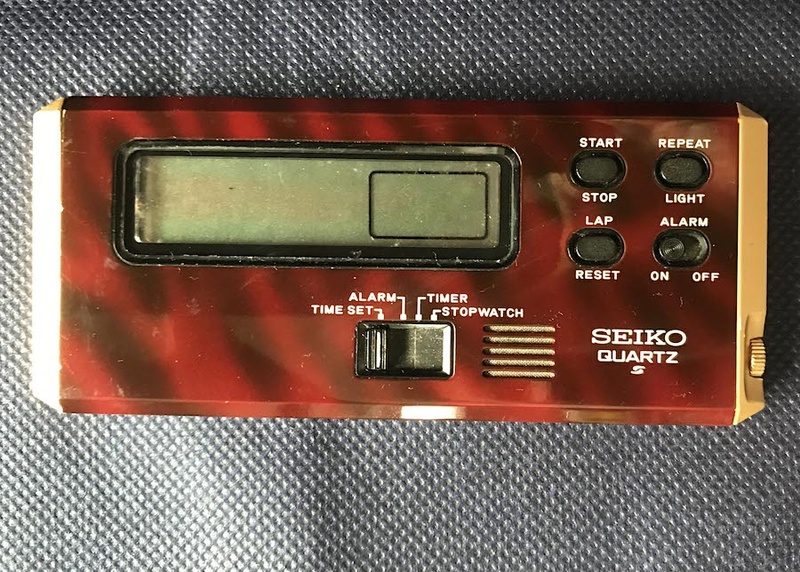 START
REPEAT
STOP
LIGHT
LAP
ALARM
RESET
ON OFF
ALARM
TIMER
TIME SET
STOPWATCH
SEIKO
QUARTZ